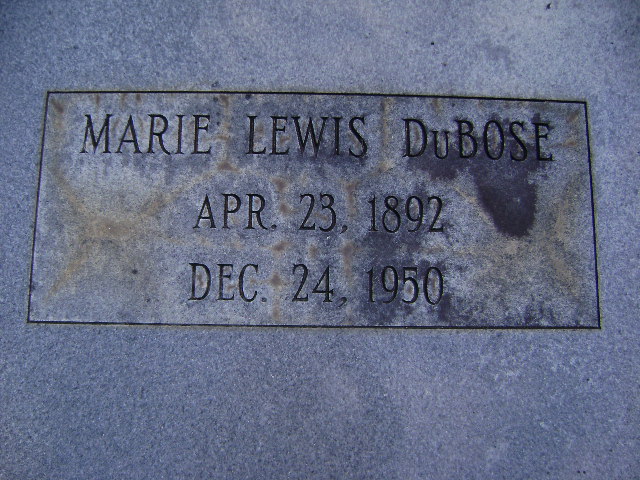 MARIE LEWIS DuBOSE
APR. 23, 1892
DEC. 24, 1950